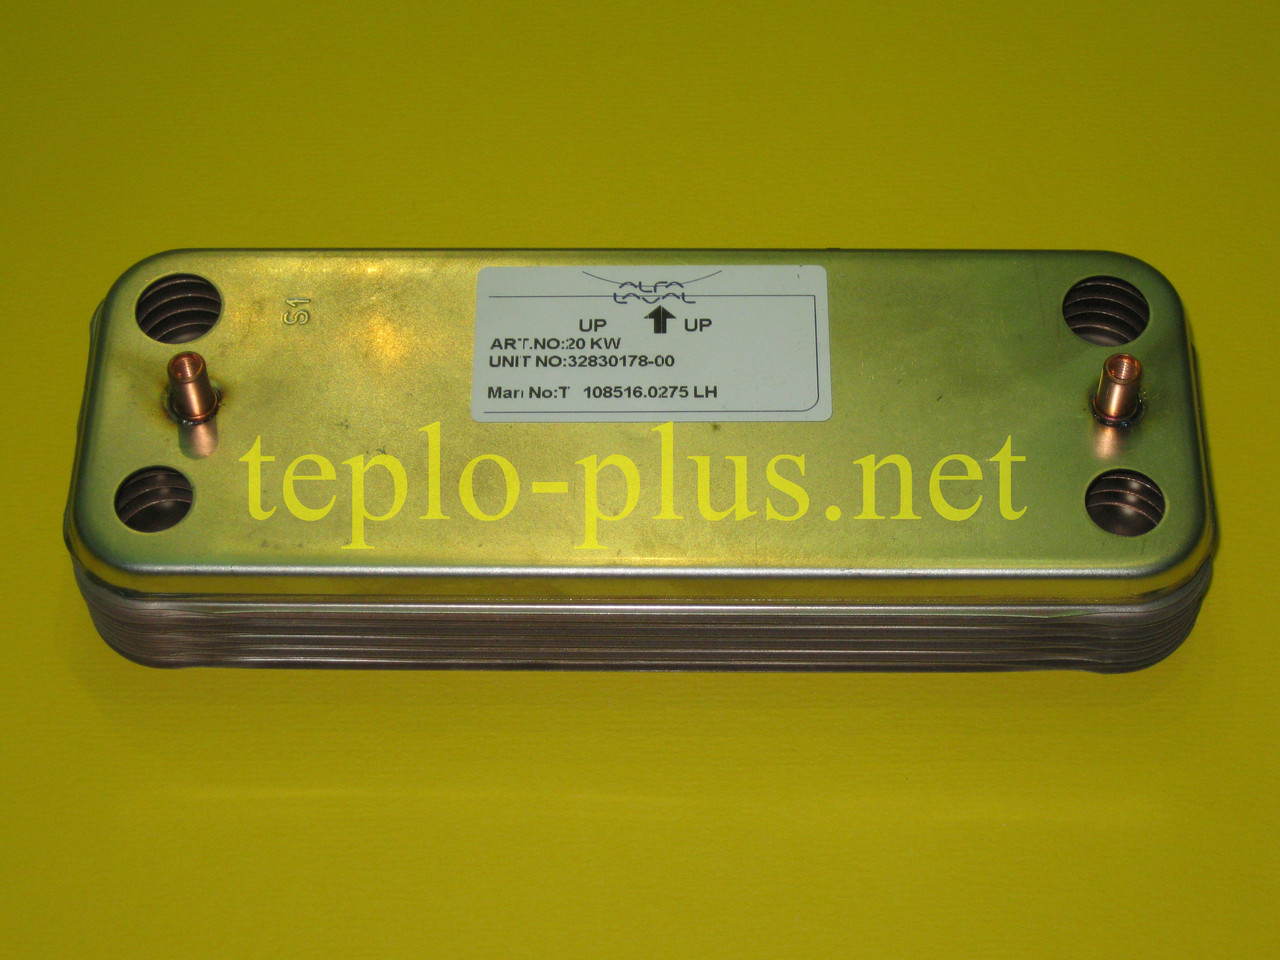 ALFA
LAVAL
UP UP
ART.NO:20 KW
UNIT NO:32830178-00
Man No:T 108516.0275 LH
S1
teplo-plus.net